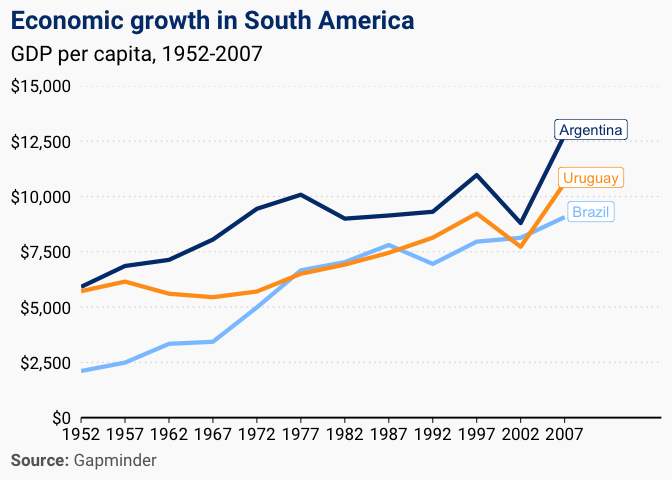 Economic growth in South America
GDP per capita, 1952-2007
$15,000
$12,500
$10,000
$7,500
$5,000
$2,500
$0
Argentina
Uruguay
Brazil
1952 1957 1962 1967 1972 1977 1982 1987 1992 1997 2002 2007
Source: Gapminder